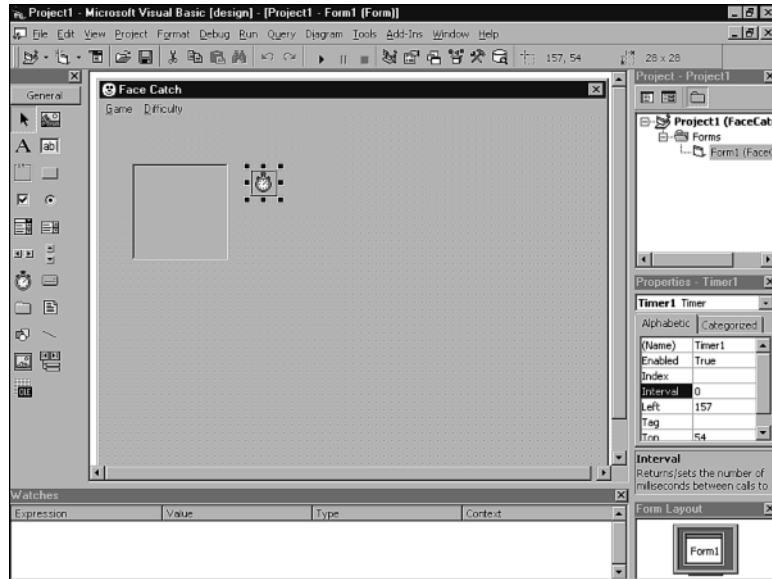 Project1 - Microsoft Visual Basic [design] - [Project1 - Form1 (Form)]
File Edit View Project Format Debug Run Query Diagram Tools Add-Ins Window Help
157, 54 28 x 28
General
A ab
OLE
Face Catch
Game Difficulty
Project - Project1
Project1 (FaceCat
Forms
Form1 (Face
Properties - Timer1
Timer1 Timer
Alphabetic Categorized
(Name) Timer1
Enabled True
Index
Interval 0
Left 157
Tag
Top 54
Interval
Returns/sets the number of
milliseconds between calls to
Form Layout
Form1
Watches
Expression Value Type Context